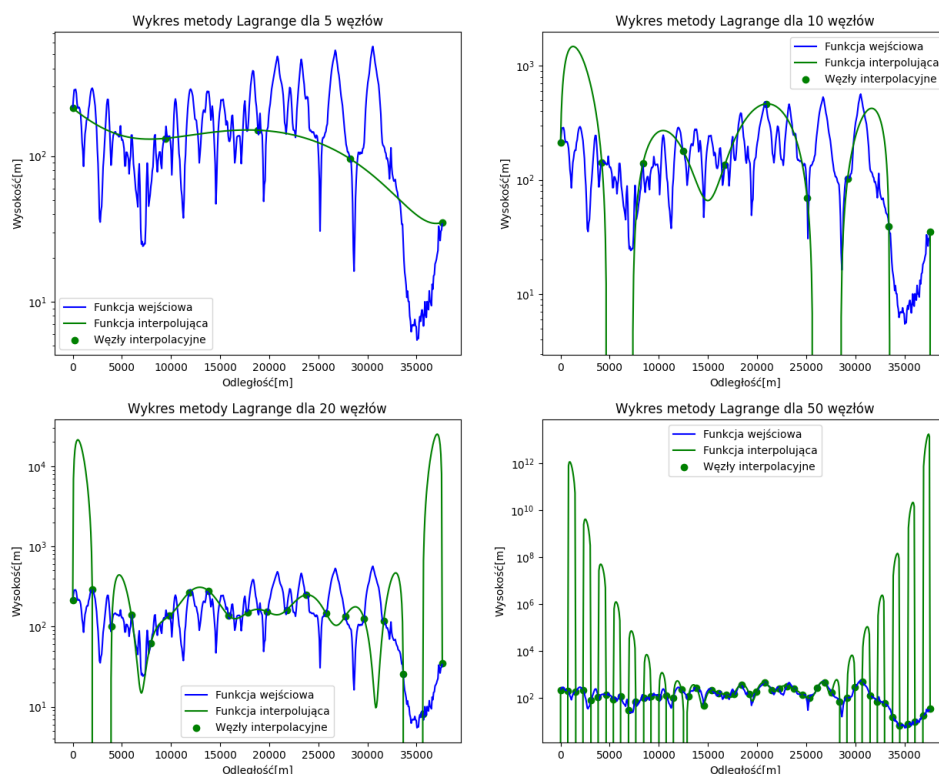 Wykres metody Lagrange dla 5 węzłów
Wysokość[m]
10²
10¹
Funkcja wejściowa
Funkcja interpolująca
Węzły interpolacyjne
0 5000 10000 15000 20000 25000 30000 35000
Odległość[m]
Wykres metody Lagrange dla 10 węzłów
Wysokość[m]
10³
10²
10¹
Funkcja wejściowa
Funkcja interpolująca
Węzły interpolacyjne
0 5000 10000 15000 20000 25000 30000 35000
Odległość[m]
Wykres metody Lagrange dla 20 węzłów
Wysokość[m]
10⁴
10³
10²
10¹
Funkcja wejściowa
Funkcja interpolująca
Węzły interpolacyjne
0 5000 10000 15000 20000 25000 30000 35000
Odległość[m]
Wykres metody Lagrange dla 50 węzłów
Wysokość[m]
10¹²
10¹⁰
10⁸
10⁶
10⁴
10²
Funkcja wejściowa
Funkcja interpolująca
Węzły interpolacyjne
0 5000 10000 15000 20000 25000 30000 35000
Odległość[m]